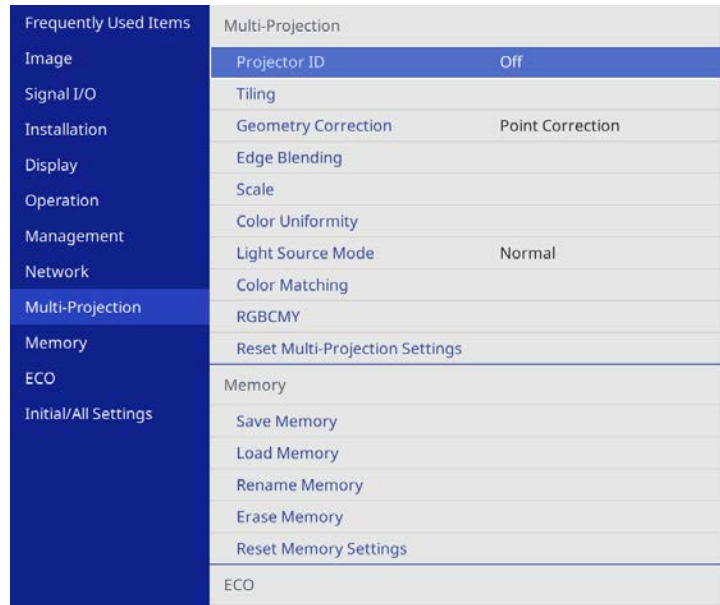 Frequently Used Items
Image
Signal I/O
Installation
Display
Operation
Management
Network
Multi-Projection
Memory
ECO
Initial/All Settings
Multi-Projection
Projector ID Off
Tiling
Geometry Correction Point Correction
Edge Blending
Scale
Color Uniformity
Light Source Mode Normal
Color Matching
RGBCMY
Reset Multi-Projection Settings
Memory
Save Memory
Load Memory
Rename Memory
Erase Memory
Reset Memory Settings
ECO